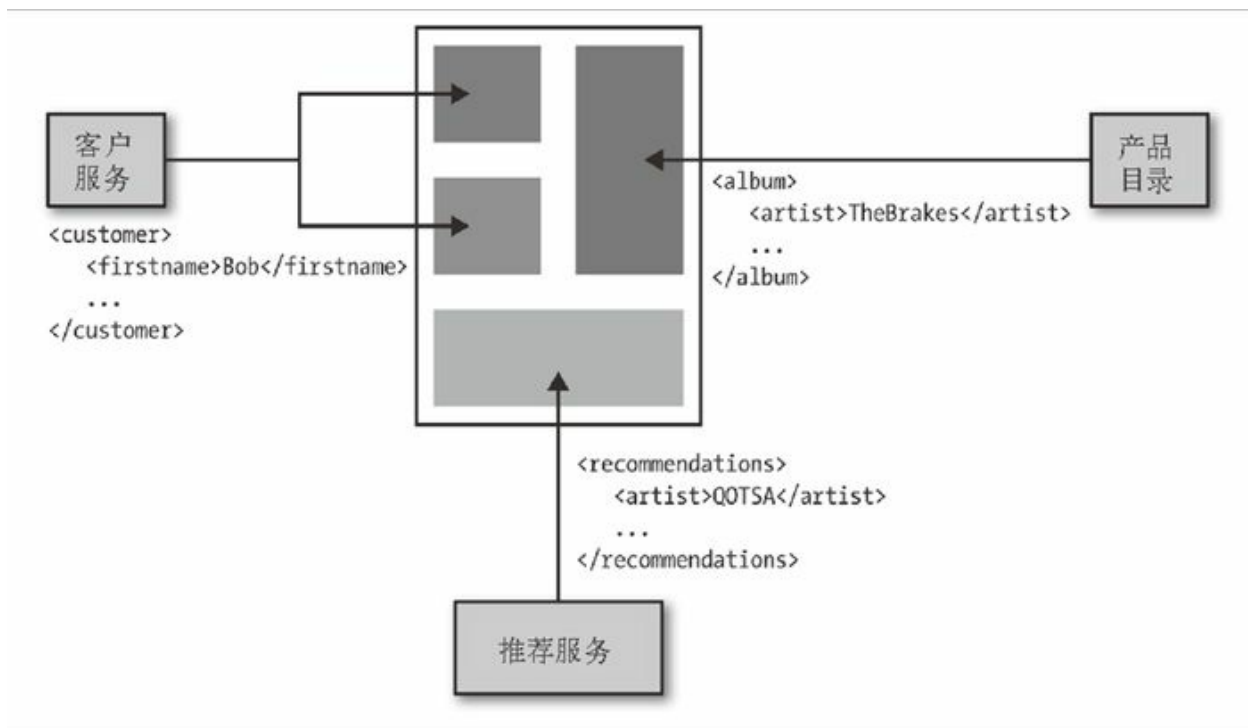 客户
服务
<customer>
<firstname>Bob</firstname>
...
</customer>
产品
目录
<album>
<artist>TheBrakes</artist>
...
</album>
<recommendations>
<artist>QOTSA</artist>
...
</recommendations>
推荐服务